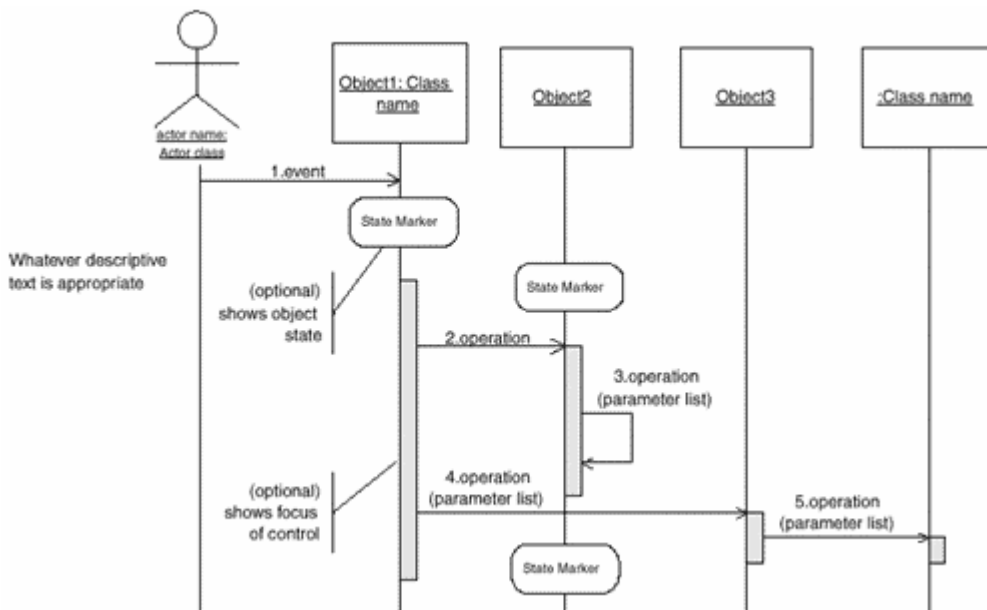 Object1: Class
name
Object2
Object3
:Class name
actor name:
Actor class
1.event
State Marker
Whatever descriptive
text is appropriate
(optional)
shows object
state
State Marker
2.operation
3.operation
(parameter list)
4.operation
(parameter list)
(optional)
shows focus
of control
5.operation
(parameter list)
State Marker